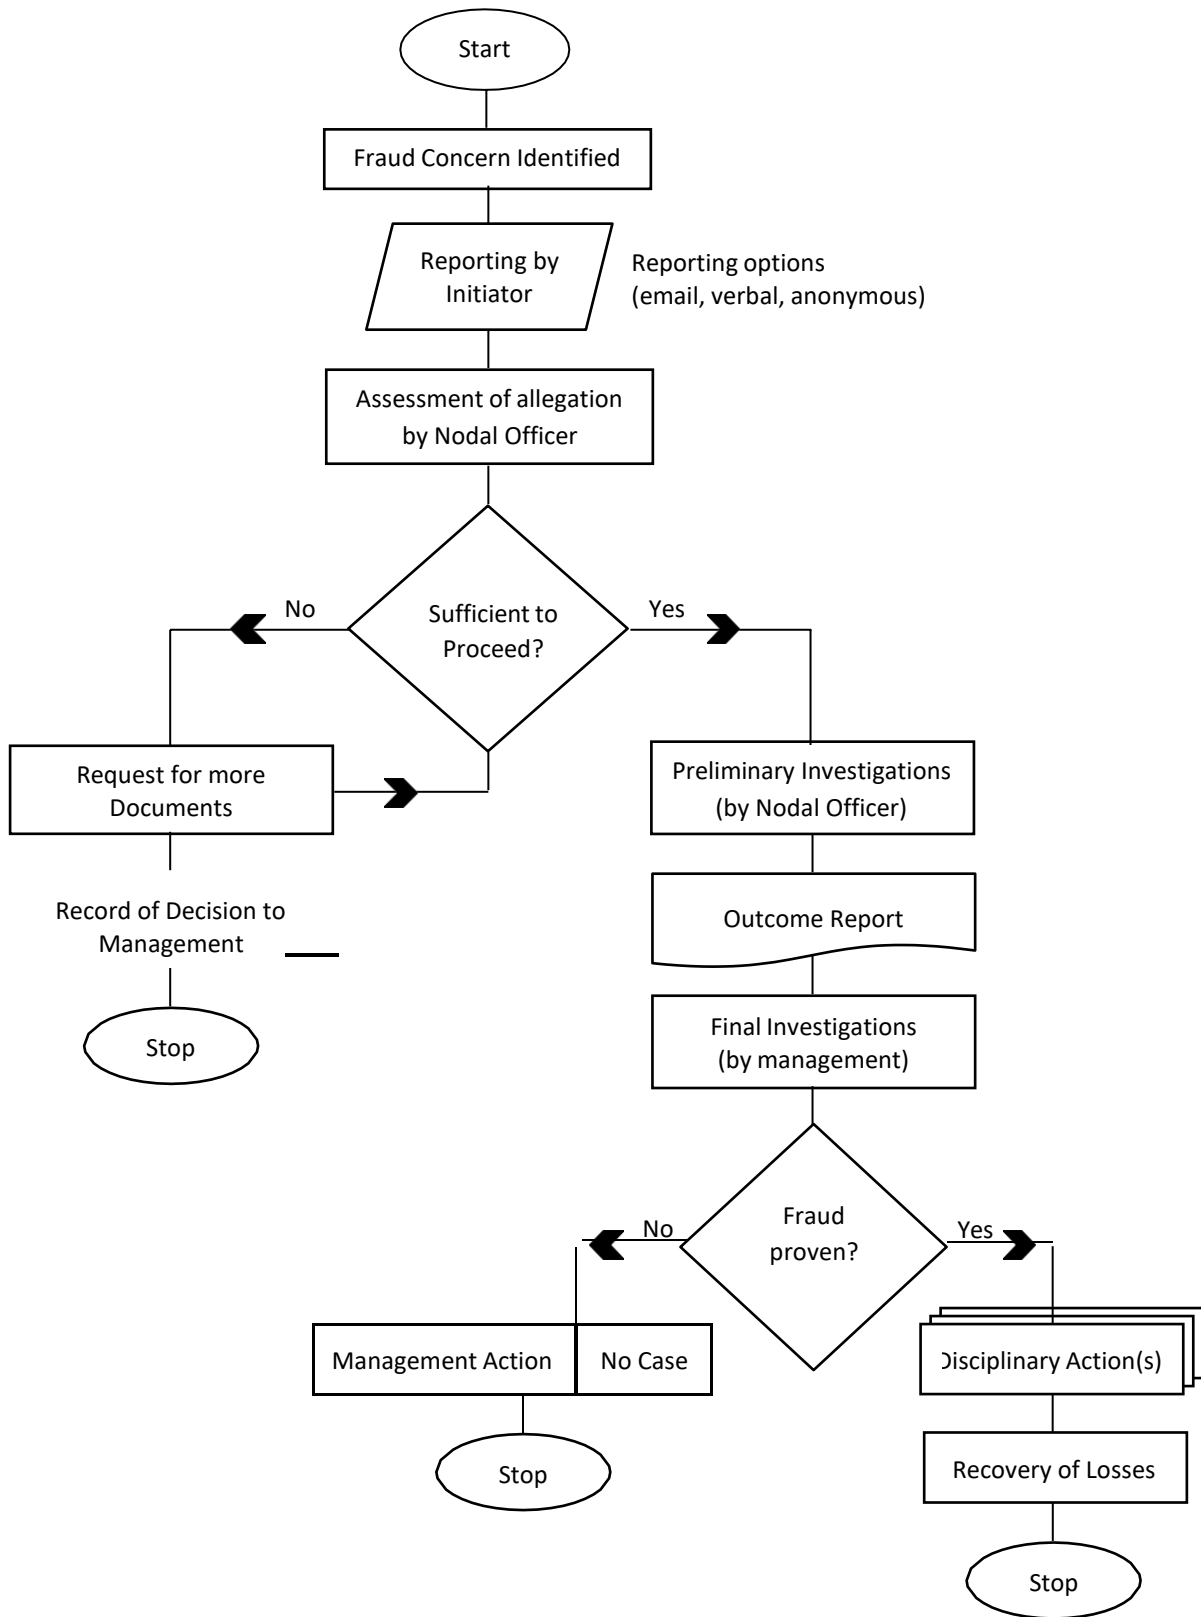 Start
Fraud Concern Identified
Reporting by
Initiator
Reporting options
(email, verbal, anonymous)
Assessment of allegation
by Nodal Officer
No
Sufficient to
Proceed?
Yes
Request for more
Documents
Preliminary Investigations
(by Nodal Officer)
Record of Decision to
Management
Outcome Report
Stop
Final Investigations
(by management)
No
Fraud
proven?
Yes
Management Action
No Case
Disciplinary Action(s)
Stop
Recovery of Losses
Stop